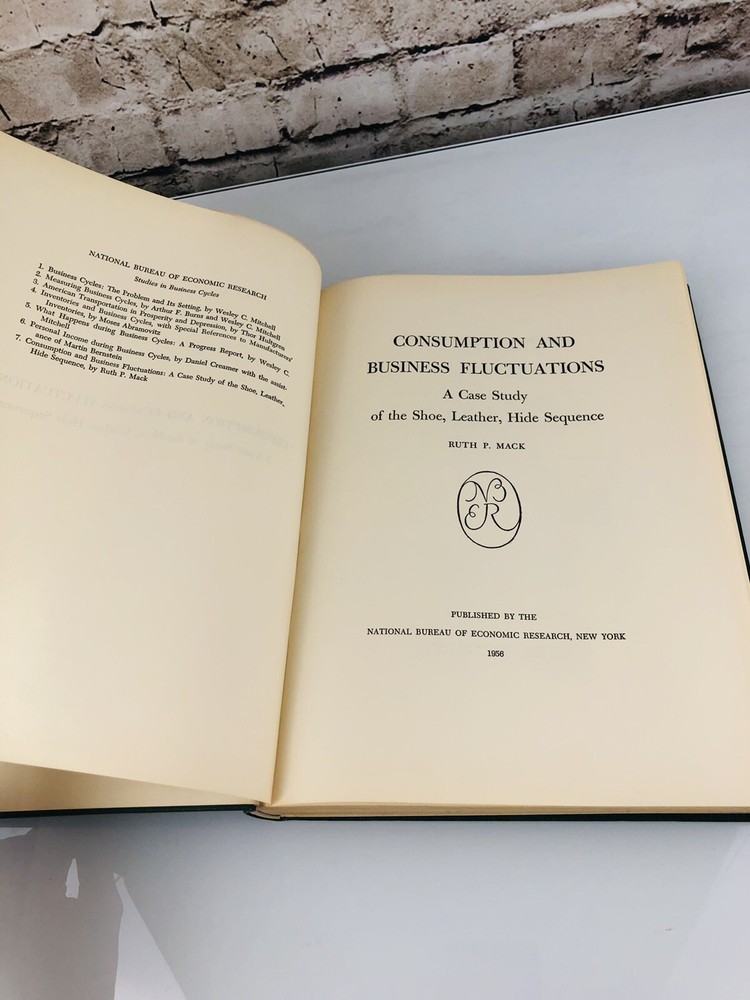 NATIONAL BUREAU OF ECONOMIC RESEARCH
Studies in Business Cycles
1. Business Cycles: The Problem and Its Setting, by Wesley C. Mitchell
2. Measuring Business Cycles, by Arthur F. Burns and Wesley C. Mitchell
3. American Transportation in Prosperity and Depression, by Thor Hultgren
4. Inventories and Business Cycles, with Special References to Manufacturers'
Inventories, by Moses Abramovitz
5. What Happens during Business Cycles: A Progress Report, by Wesley C.
Mitchell
6. Personal Income during Business Cycles, by Daniel Creamer with the assist-
ance of Martin Bernstein
7. Consumption and Business Fluctuations: A Case Study of the Shoe, Leather,
Hide Sequence, by Ruth P. Mack
CONSUMPTION AND
BUSINESS FLUCTUATIONS
A Case Study
of the Shoe, Leather, Hide Sequence
RUTH P. MACK
NB
ER
PUBLISHED BY THE
NATIONAL BUREAU OF ECONOMIC RESEARCH, NEW YORK
1956